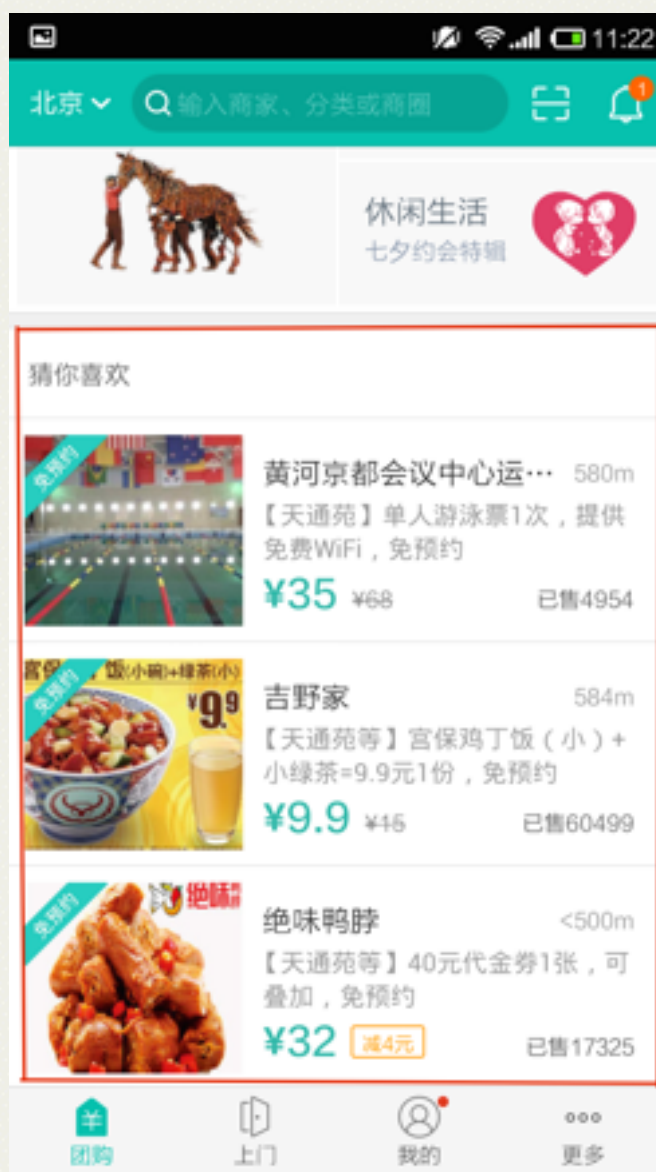 11:22
北京
输入商家、分类或商圈
1
休闲生活
七夕约会特辑
猜你喜欢
免预约
黄河京都会议中心运… 580m
【天通苑】单人游泳票1次，提供
免费WiFi，免预约
¥35 ¥68 已售4954
免预约
饭(小碗)+绿茶(小)
¥9.9
吉野家 584m
【天通苑等】宫保鸡丁饭（小）+
小绿茶=9.9元1份，免预约
¥9.9 ¥15 已售60499
免预约
绝味
绝味鸭脖 <500m
【天通苑等】40元代金券1张，可
叠加，免预约
¥32 减4元 已售17325
团购 上门 我的 更多